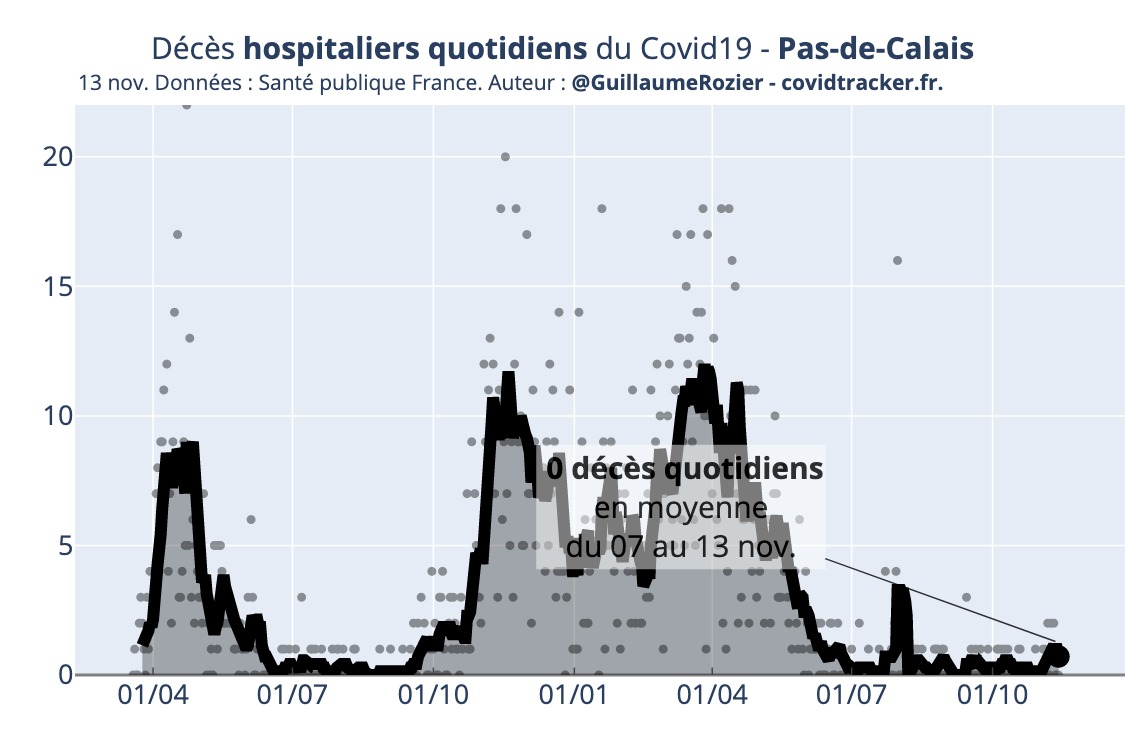 Décès hospitaliers quotidiens du Covid19 - Pas-de-Calais
13 nov. Données : Santé publique France. Auteur : @GuillaumeRozier - covidtracker.fr.
20
15
10
5
0
0 décès quotidiens
en moyenne
du 07 au 13 nov.
01/04 01/07 01/10 01/01 01/04 01/07 01/10